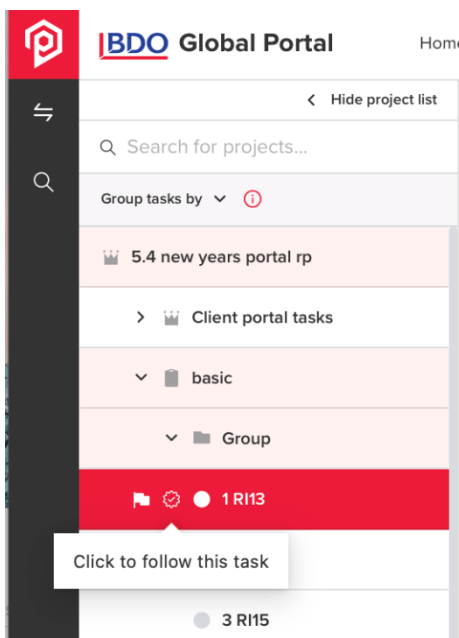 BDO Global Portal
Home
Hide project list
Search for projects...
Group tasks by
5.4 new years portal rp
Client portal tasks
basic
Group
1 RI13
Click to follow this task
3 RI15